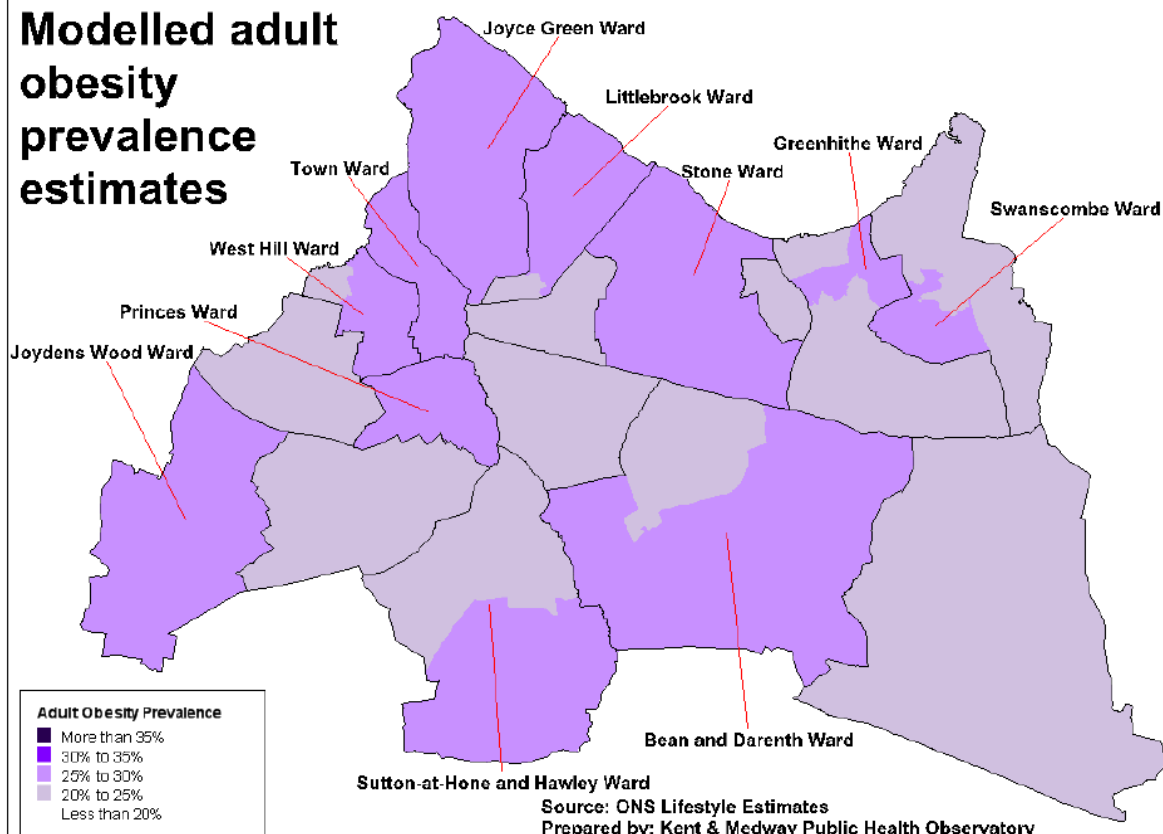 Modelled adult
obesity
prevalence
estimates
Joyce Green Ward
Littlebrook Ward
Greenhithe Ward
Town Ward
Stone Ward
Swanscombe Ward
West Hill Ward
Princes Ward
Joydens Wood Ward
Adult Obesity Prevalence
More than 35%
30% to 35%
25% to 30%
20% to 25%
Less than 20%
Bean and Darenth Ward
Sutton-at-Hone and Hawley Ward
Source: ONS Lifestyle Estimates
Prepared by: Kent & Medway Public Health Observatory